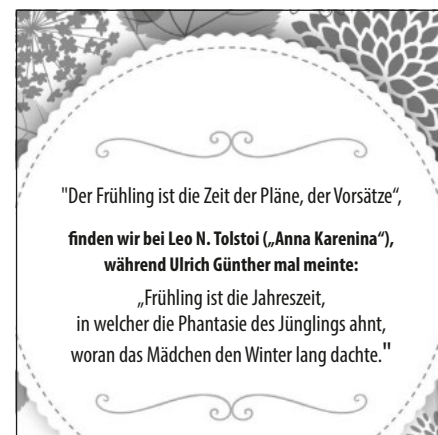 "Der Frühling ist die Zeit der Pläne, der Vorsätze“,
finden wir bei Leo N. Tolstoi („Anna Karenina“),
während Ulrich Günther mal meinte:
„Frühling ist die Jahreszeit,
in welcher die Phantasie des Jünglings ahnt,
woran das Mädchen den Winter lang dachte."